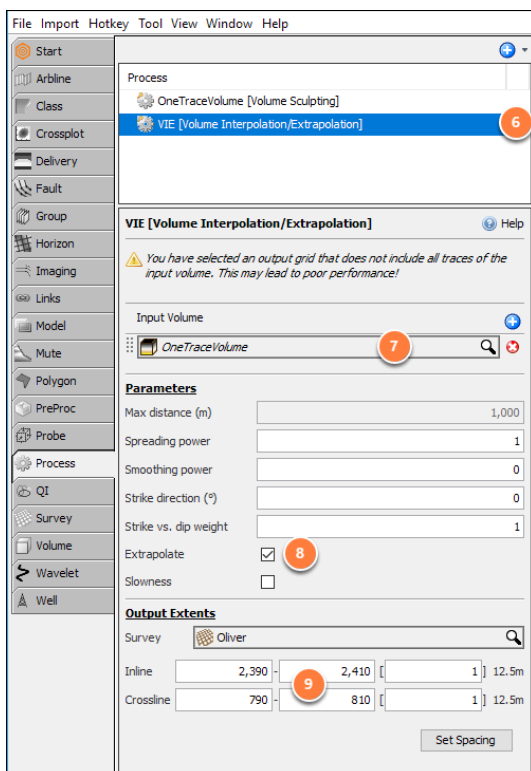 File Import Hotkey Tool View Window Help
Start
Arbline
Class
Crossplot
Delivery
Fault
Group
Horizon
Imaging
Links
Model
Mute
Polygon
PreProc
Probe
Process
QI
Survey
Volume
Wavelet
Well
Process
OneTraceVolume [Volume Sculpting]
VIE [Volume Interpolation/Extrapolation] 6
VIE [Volume Interpolation/Extrapolation] Help
You have selected an output grid that does not include all traces of the
input volume. This may lead to poor performance!
Input Volume
OneTraceVolume 7
Parameters
Max distance (m) 1,000
Spreading power 1
Smoothing power 0
Strike direction (°) 0
Strike vs. dip weight 1
Extrapolate 8
Slowness
Output Extents
Survey Oliver
Inline 2,390 - 2,410 [ 1 ] 12.5m
9
Crossline 790 - 810 [ 1 ] 12.5m
Set Spacing